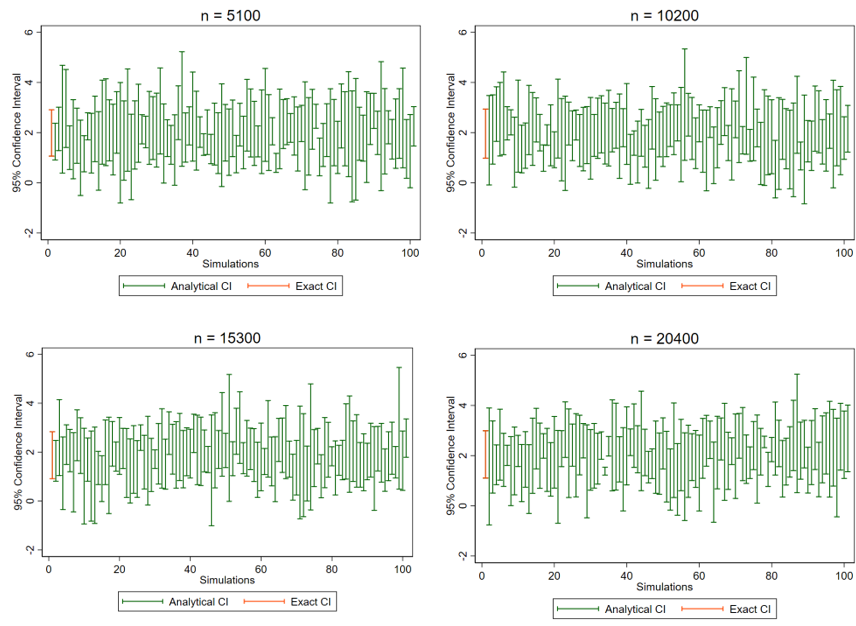 n = 5100
95% Confidence Interval
6
4
2
0
-2
0 20 40 60 80 100
Simulations
Analytical CI Exact CI
n = 10200
95% Confidence Interval
6
4
2
0
-2
0 20 40 60 80 100
Simulations
Analytical CI Exact CI
n = 15300
95% Confidence Interval
6
4
2
0
-2
0 20 40 60 80 100
Simulations
Analytical CI Exact CI
n = 20400
95% Confidence Interval
6
4
2
0
-2
0 20 40 60 80 100
Simulations
Analytical CI Exact CI